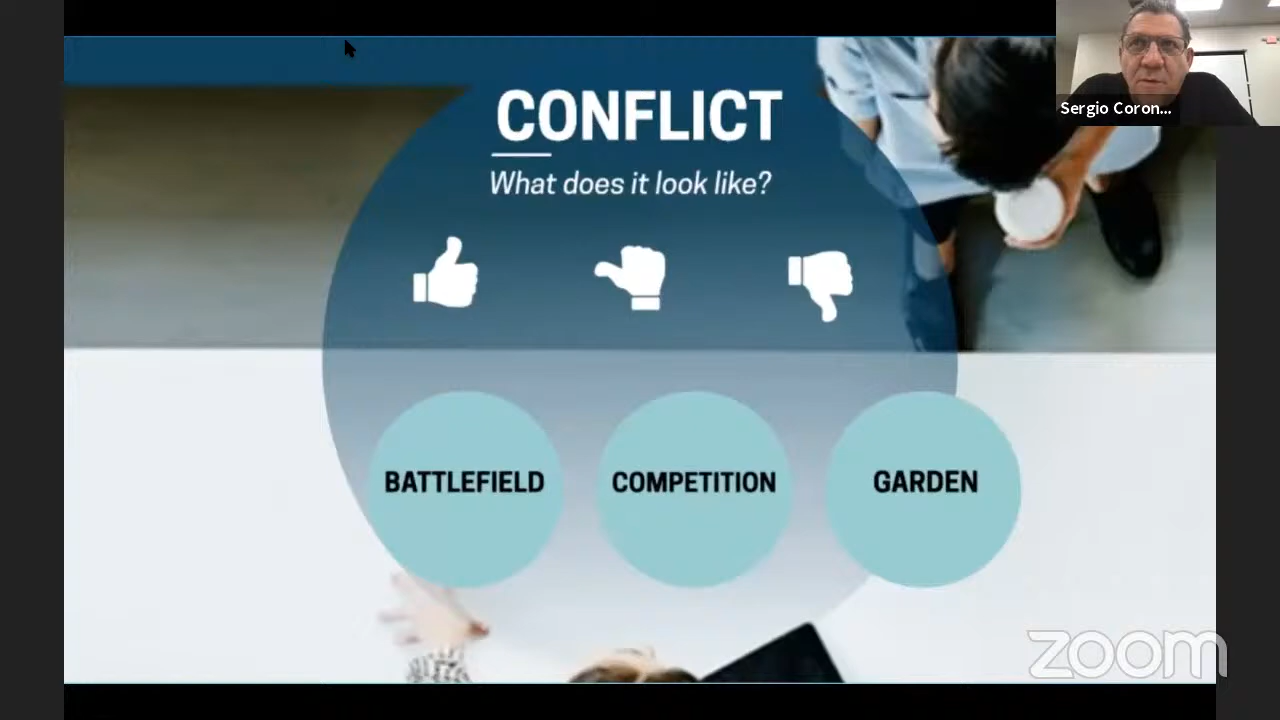 CONFLICT
What does it look like?
Sergio Coron...
BATTLEFIELD
COMPETITION
GARDEN
zoom